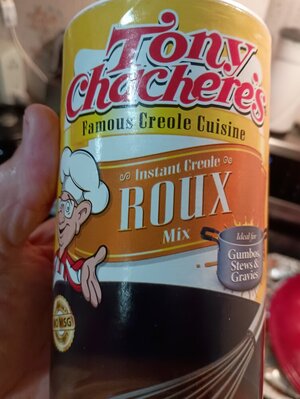 Tony
Chachere's
Famous Creole Cuisine
Instant Creole
ROUX
Mix
Ideal for
Gumbos,
Stews &
Gravies
NO MSG